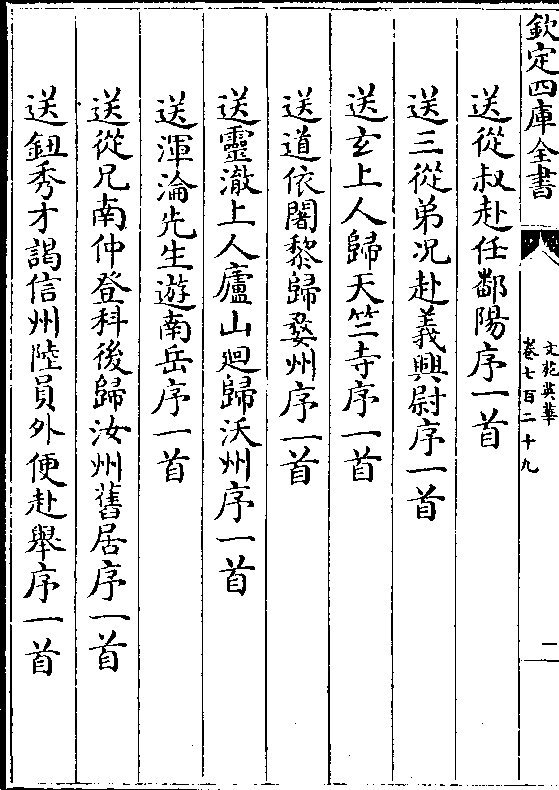 欽定四庫全書
文苑英華
卷七百二十九
二
送從叔赴任鄱陽序一首
送三從弟况赴義興尉序一首
送玄上人歸天竺寺序一首
送道依闍黎歸婺州序一首
送靈澈上人廬山廻歸沃州序一首
送渾淪先生遊南岳序一首
送從兄南仲登科後歸汝州舊居序一首
送鈕秀才謁信州陸員外便赴舉序一首